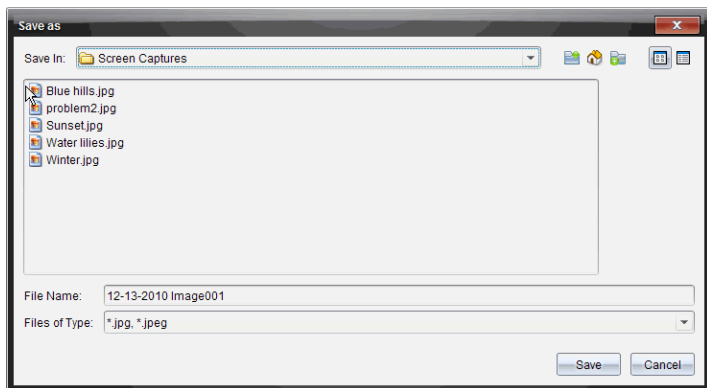 Save as
Save In: Screen Captures
Blue hills.jpg
problem2.jpg
Sunset.jpg
Water lilies.jpg
Winter.jpg
File Name: 12-13-2010 Image001
Files of Type: *.jpg, *.jpeg
Save Cancel